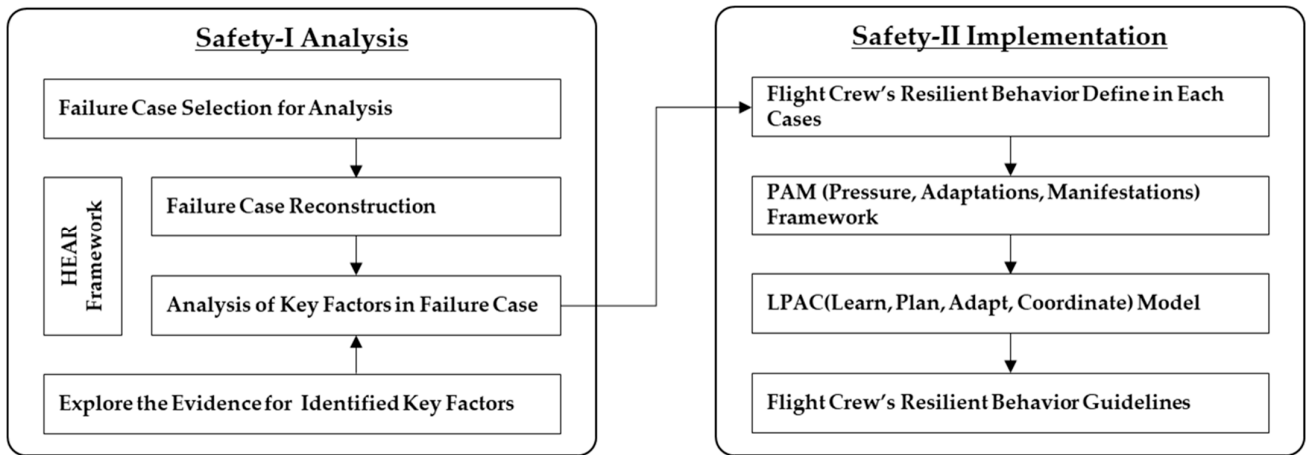 Safety-I Analysis
Failure Case Selection for Analysis
HEAR
Framework
Failure Case Reconstruction
Analysis of Key Factors in Failure Case
Explore the Evidence for Identified Key Factors
Safety-II Implementation
Flight Crew's Resilient Behavior Define in Each
Cases
PAM (Pressure, Adaptations, Manifestations)
Framework
LPAC(Learn, Plan, Adapt, Coordinate) Model
Flight Crew's Resilient Behavior Guidelines